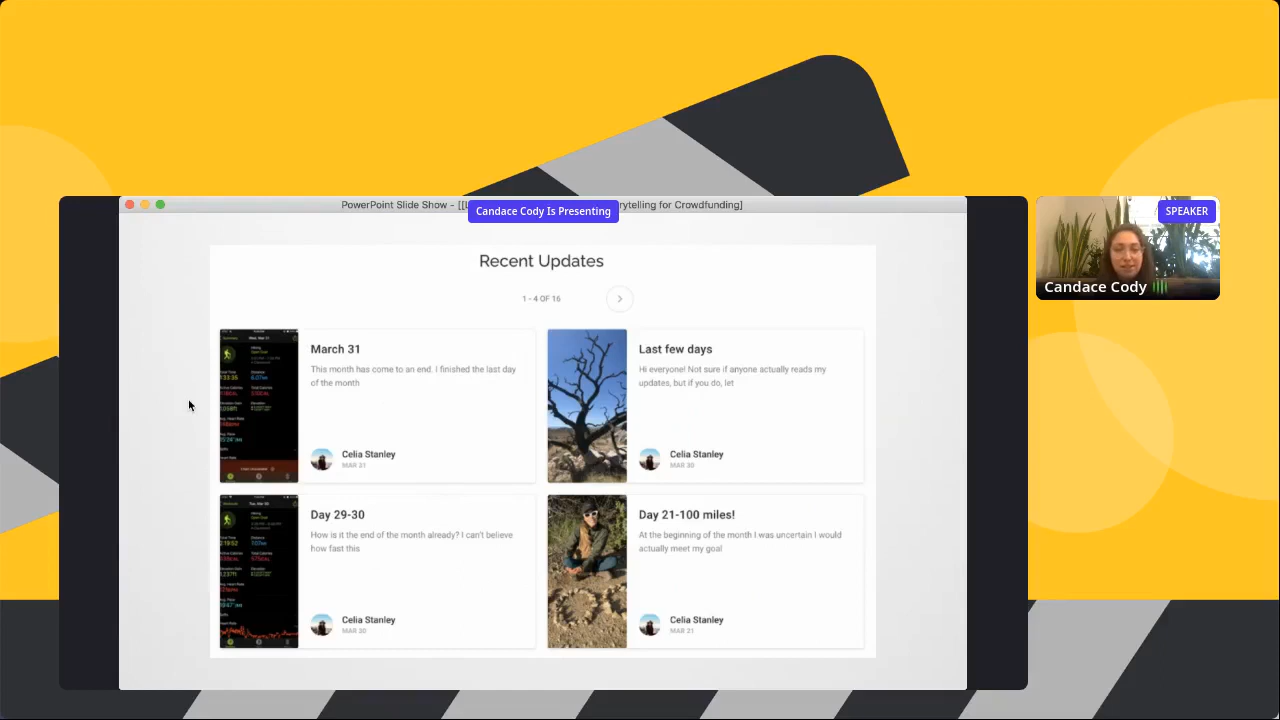 PowerPoint Slide Show - [[L
rytelling for Crowdfunding]
Candace Cody Is Presenting
SPEAKER
Candace Cody
Recent Updates
1 - 4 OF 16
March 31
This month has come to an end. I finished the last day
of the month
Celia Stanley
MAR 31
Last few days
Hi everyone! Not sure if anyone actually reads my
updates, but if you do, let
Celia Stanley
MAR 30
Day 29-30
How is it the end of the month already? I can't believe
how fast this
Celia Stanley
MAR 30
Day 21-100 miles!
At the beginning of the month I was uncertain I would
actually meet my goal
Celia Stanley
MAR 21